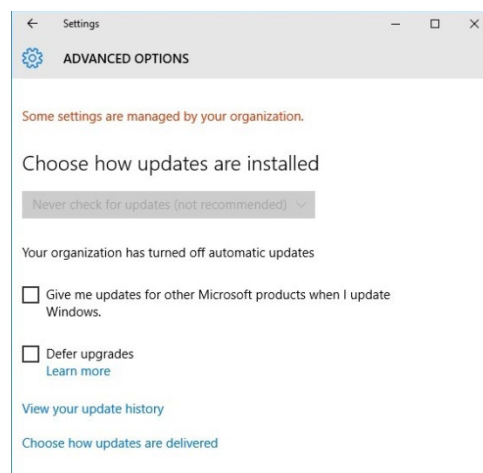 Settings
ADVANCED OPTIONS
Some settings are managed by your organization.
Choose how updates are installed
Never check for updates (not recommended)
Your organization has turned off automatic updates
Give me updates for other Microsoft products when I update
Windows.
Defer upgrades
Learn more
View your update history
Choose how updates are delivered